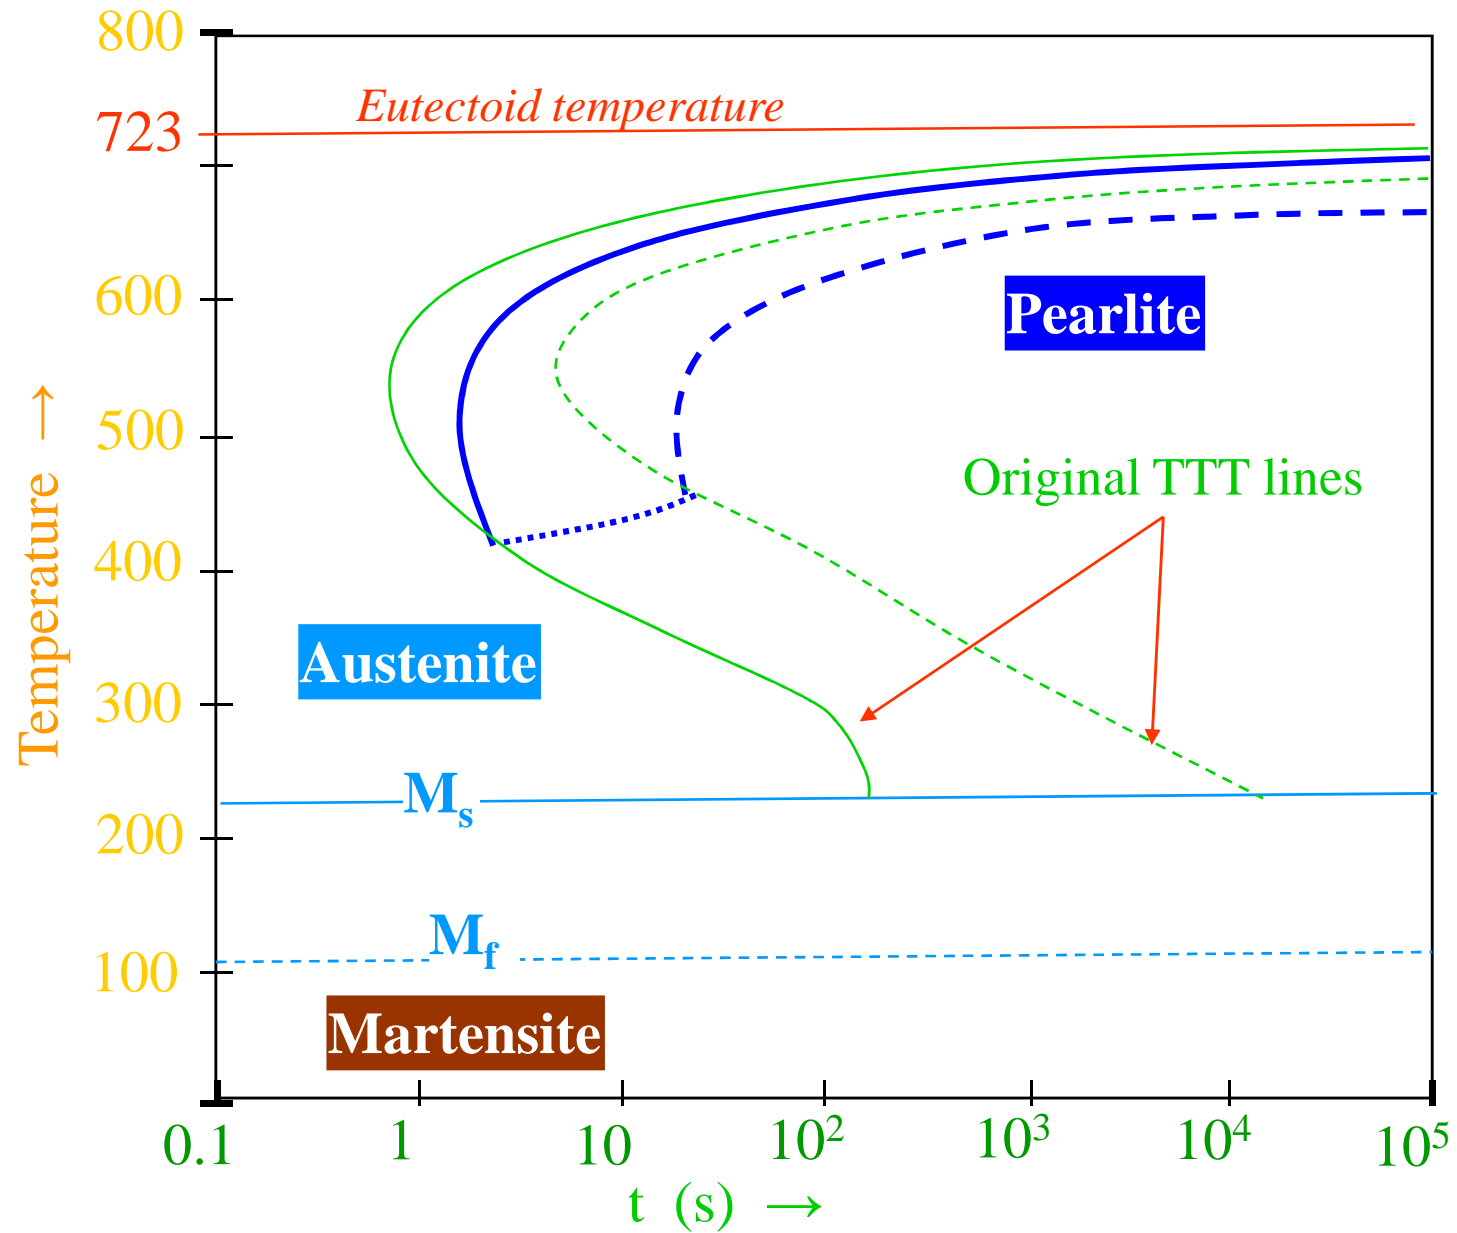 800
Eutectoid temperature
723
600
Pearlite
500
Original TTT lines
400
Austenite
300
Mₛ
200
M_f
100
Martensite
0.1 1 10 10² 10³ 10⁴ 10⁵
t (s) →
Temperature →